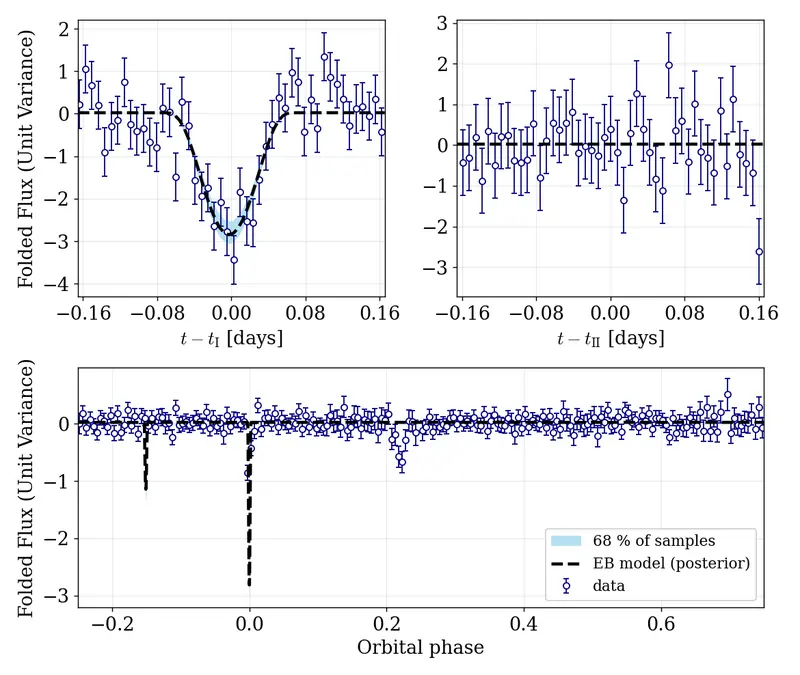 Folded Flux (Unit Variance)
2
1
0
−1
−2
−3
−4
−0.16 −0.08 0.00 0.08 0.16
t − tI [days]
3
2
1
0
−1
−2
−3
−0.16 −0.08 0.00 0.08 0.16
t − tII [days]
Folded Flux (Unit Variance)
0
−1
−2
−3
−0.2 0.0 0.2 0.4 0.6
Orbital phase
68 % of samples
EB model (posterior)
data